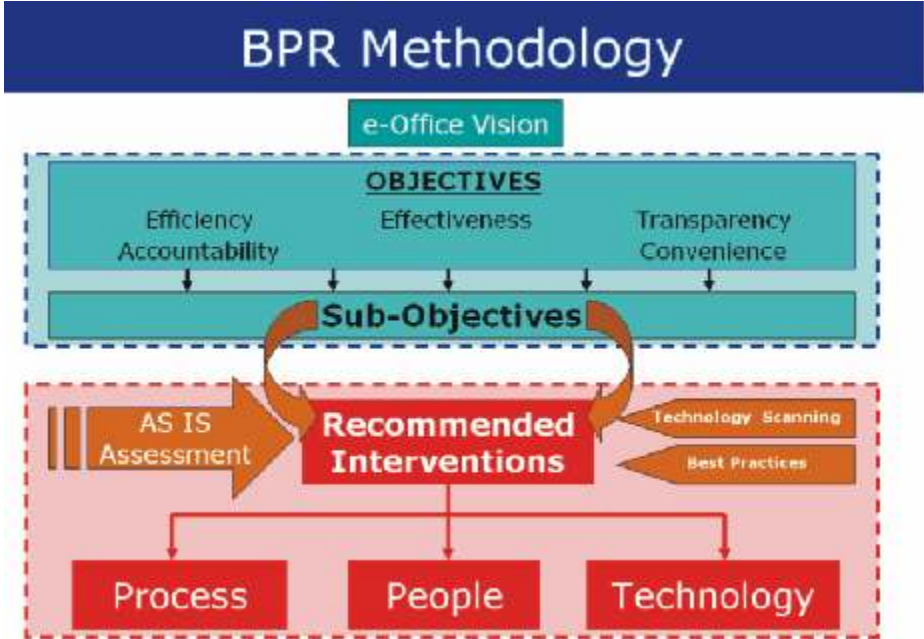 BPR Methodology
e-Office Vision
OBJECTIVES
Efficiency Effectiveness Transparency
Accountability Convenience
Sub-Objectives
AS IS
Assessment
Recommended
Interventions
Technology Scanning
Best Practices
Process People Technology